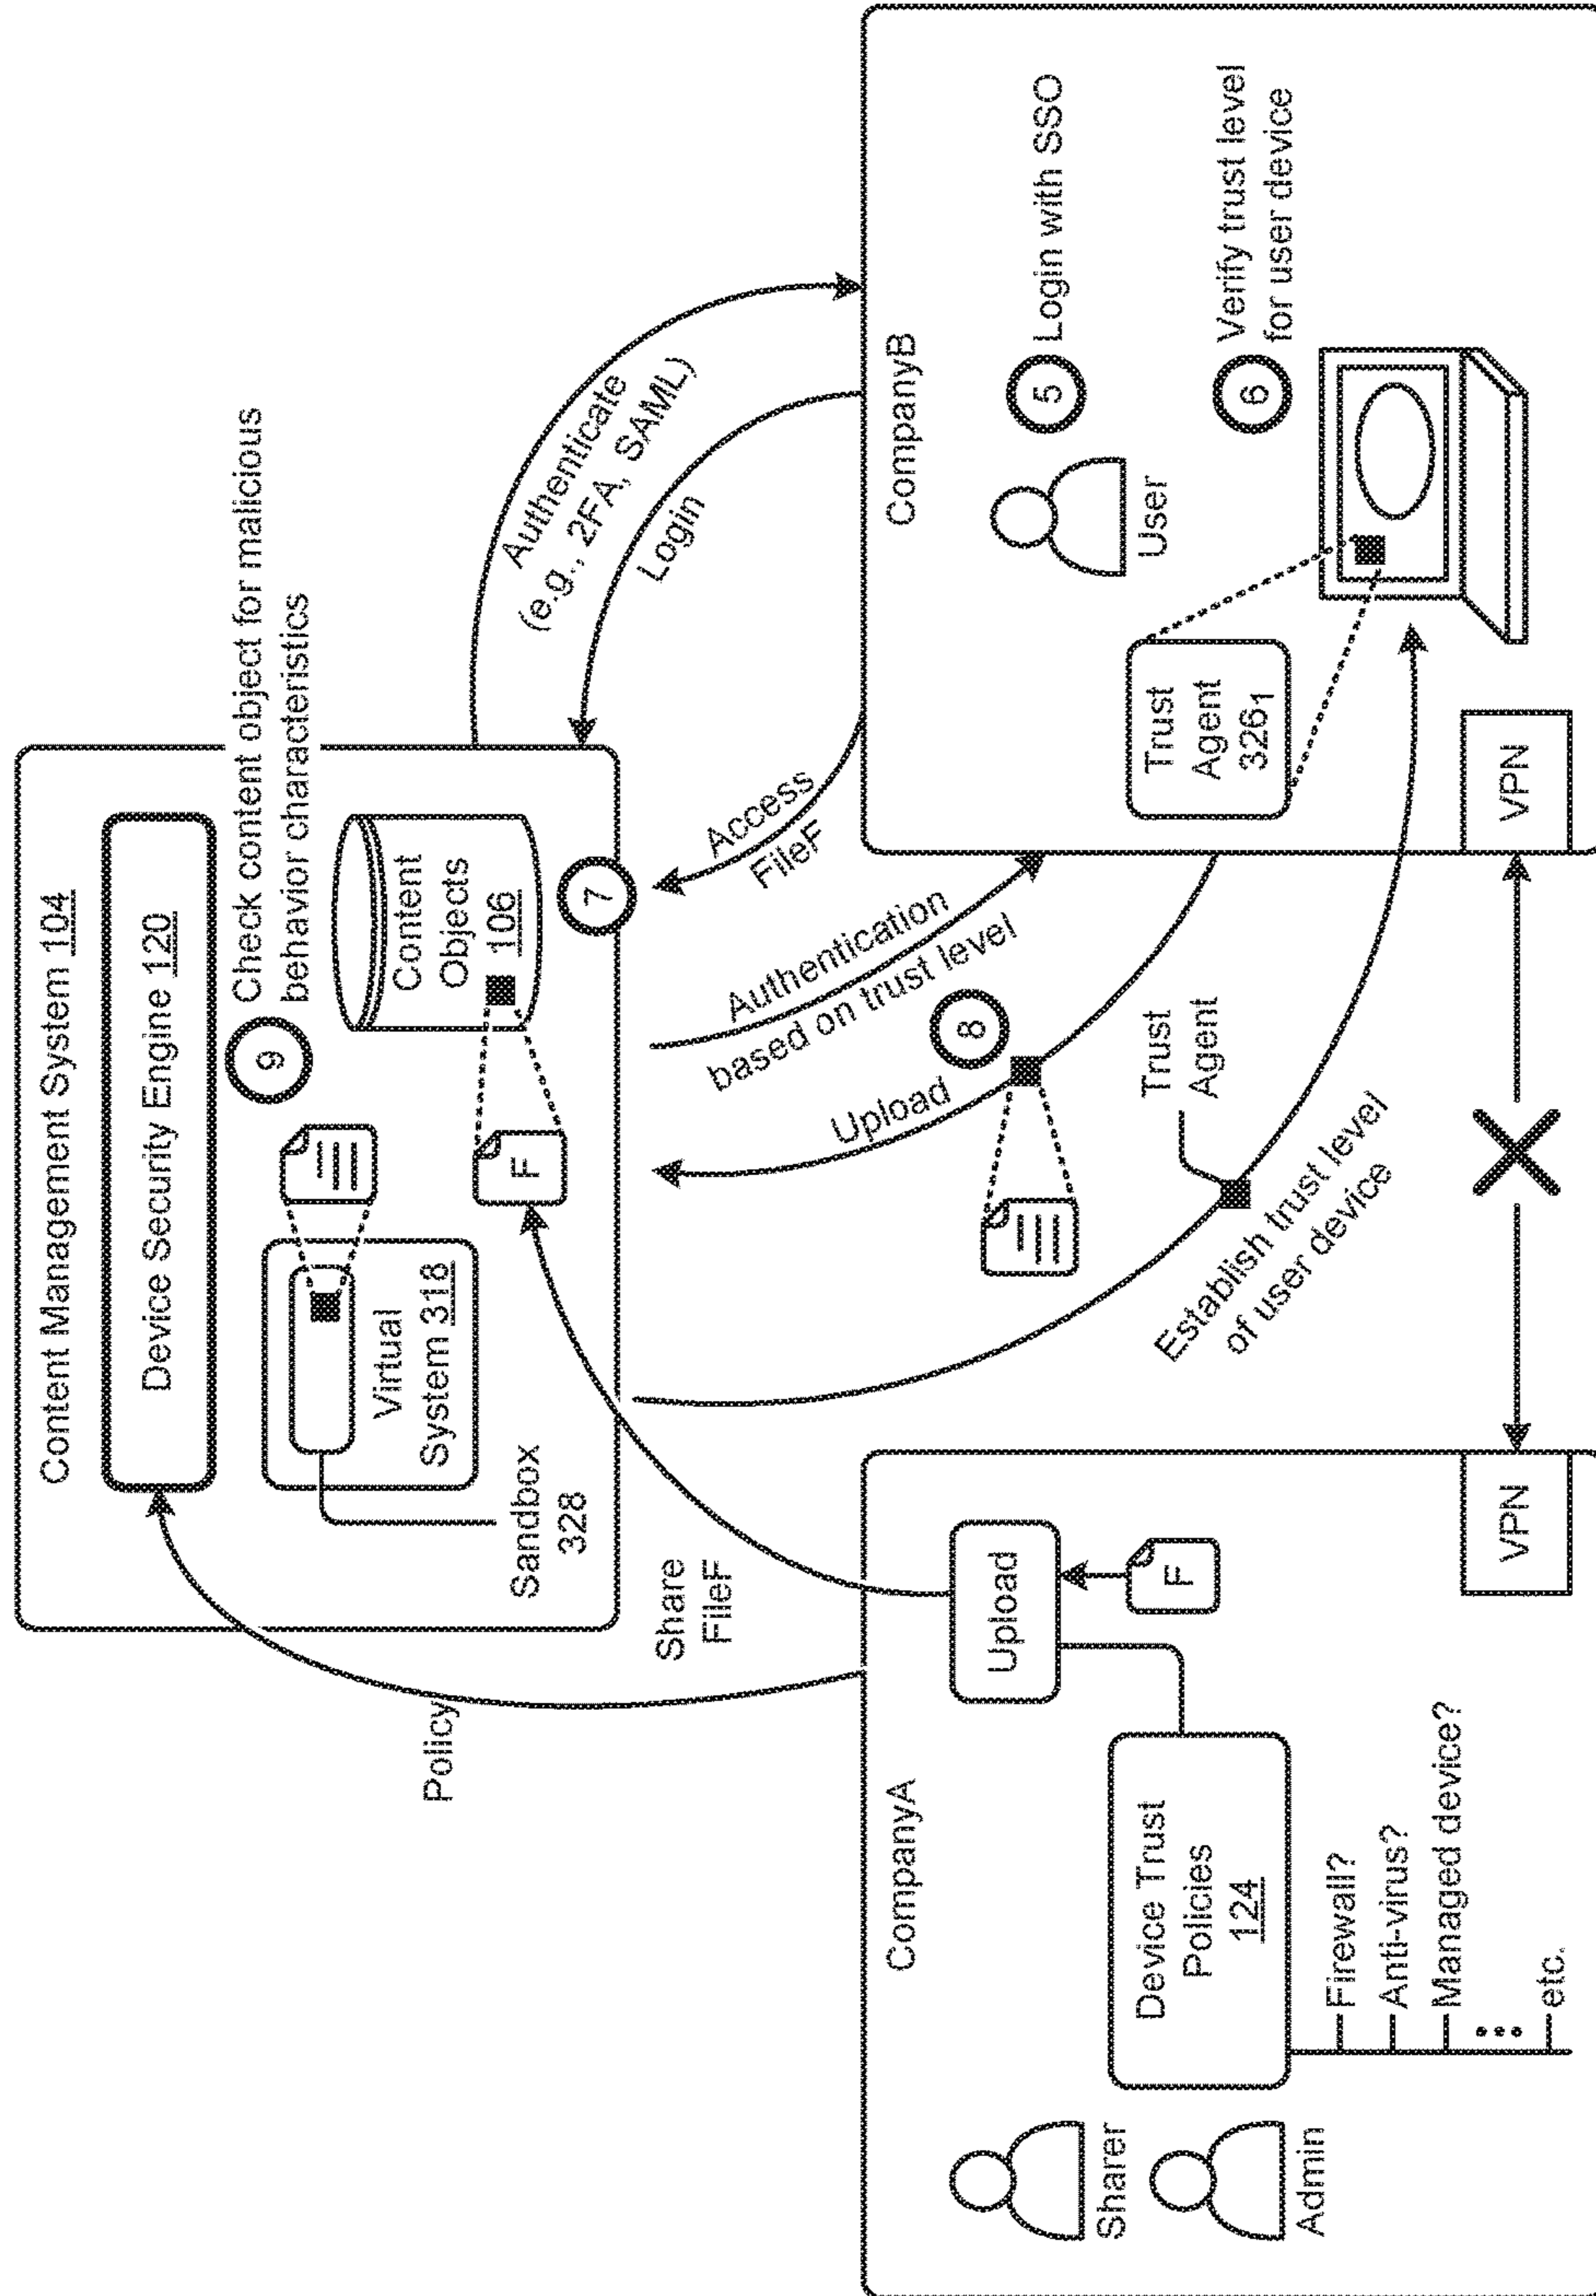 Content Management System 104
Device Security Engine 120
9
Check content object for malicious
behavior characteristics
Virtual
System 318
Sandbox
328
F
Content
Objects
106
7
Policy
Share
FileF
Authenticate
(e.g., 2FA, SAML)
Login
Access
FileF
Authentication
based on trust level
Upload
8
Trust
Agent
Establish trust level
of user device
CompanyA
Sharer
Admin
Upload
F
Device Trust
Policies
124
Firewall?
Anti-virus?
Managed device?
etc.
VPN
CompanyB
User
5
Login with SSO
6
Verify trust level
for user device
Trust
Agent
326₁
VPN